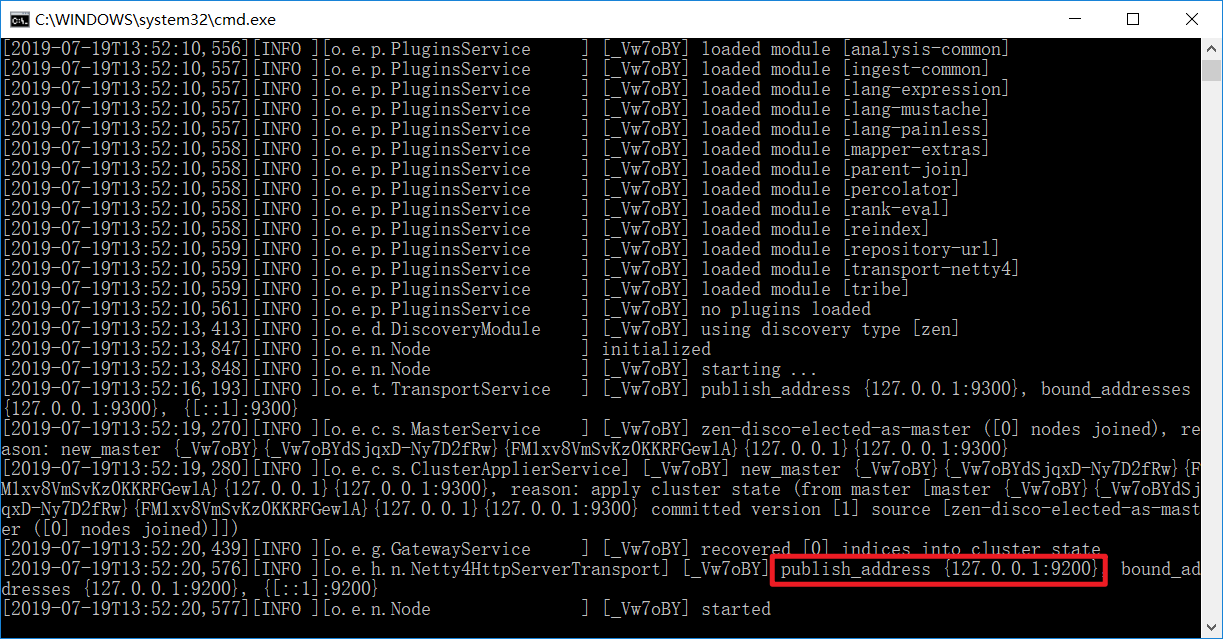 C:\WINDOWS\system32\cmd.exe
[2019-07-19T13:52:10,556][INFO ][o.e.p.PluginsService     ] [_Vw7oBY] loaded module [analysis-common]
[2019-07-19T13:52:10,557][INFO ][o.e.p.PluginsService     ] [_Vw7oBY] loaded module [ingest-common]
[2019-07-19T13:52:10,557][INFO ][o.e.p.PluginsService     ] [_Vw7oBY] loaded module [lang-expression]
[2019-07-19T13:52:10,557][INFO ][o.e.p.PluginsService     ] [_Vw7oBY] loaded module [lang-mustache]
[2019-07-19T13:52:10,557][INFO ][o.e.p.PluginsService     ] [_Vw7oBY] loaded module [lang-painless]
[2019-07-19T13:52:10,558][INFO ][o.e.p.PluginsService     ] [_Vw7oBY] loaded module [mapper-extras]
[2019-07-19T13:52:10,558][INFO ][o.e.p.PluginsService     ] [_Vw7oBY] loaded module [parent-join]
[2019-07-19T13:52:10,558][INFO ][o.e.p.PluginsService     ] [_Vw7oBY] loaded module [percolator]
[2019-07-19T13:52:10,558][INFO ][o.e.p.PluginsService     ] [_Vw7oBY] loaded module [rank-eval]
[2019-07-19T13:52:10,558][INFO ][o.e.p.PluginsService     ] [_Vw7oBY] loaded module [reindex]
[2019-07-19T13:52:10,559][INFO ][o.e.p.PluginsService     ] [_Vw7oBY] loaded module [repository-url]
[2019-07-19T13:52:10,559][INFO ][o.e.p.PluginsService     ] [_Vw7oBY] loaded module [transport-netty4]
[2019-07-19T13:52:10,559][INFO ][o.e.p.PluginsService     ] [_Vw7oBY] loaded module [tribe]
[2019-07-19T13:52:10,561][INFO ][o.e.p.PluginsService     ] [_Vw7oBY] no plugins loaded
[2019-07-19T13:52:13,413][INFO ][o.e.d.DiscoveryModule    ] [_Vw7oBY] using discovery type [zen]
[2019-07-19T13:52:13,847][INFO ][o.e.n.Node               ] initialized
[2019-07-19T13:52:13,848][INFO ][o.e.n.Node               ] [_Vw7oBY] starting ...
[2019-07-19T13:52:16,193][INFO ][o.e.t.TransportService   ] [_Vw7oBY] publish_address {127.0.0.1:9300}, bound_addresses
{127.0.0.1:9300}, {[::1]:9300}
[2019-07-19T13:52:19,270][INFO ][o.e.c.s.MasterService    ] [_Vw7oBY] zen-disco-elected-as-master ([0] nodes joined), re
ason: new_master {_Vw7oBY}{_Vw7oBYdSjqxD-Ny7D2fRw}{FM1xv8VmSvKz0KKRFGewlA}{127.0.0.1}{127.0.0.1:9300}
[2019-07-19T13:52:19,280][INFO ][o.e.c.s.ClusterApplierService] [_Vw7oBY] new_master {_Vw7oBY}{_Vw7oBYdSjqxD-Ny7D2fRw}{F
M1xv8VmSvKz0KKRFGewlA}{127.0.0.1}{127.0.0.1:9300}, reason: apply cluster state (from master [master {_Vw7oBY}{_Vw7oBYdSj
qxD-Ny7D2fRw}{FM1xv8VmSvKz0KKRFGewlA}{127.0.0.1}{127.0.0.1:9300} committed version [1] source [zen-disco-elected-as-mast
er ([0] nodes joined)]])
[2019-07-19T13:52:20,439][INFO ][o.e.g.GatewayService     ] [_Vw7oBY] recovered [0] indices into cluster_state
[2019-07-19T13:52:20,576][INFO ][o.e.h.n.Netty4HttpServerTransport] [_Vw7oBY] publish_address {127.0.0.1:9200}, bound_ad
dresses {127.0.0.1:9200}, {[::1]:9200}
[2019-07-19T13:52:20,577][INFO ][o.e.n.Node               ] [_Vw7oBY] started